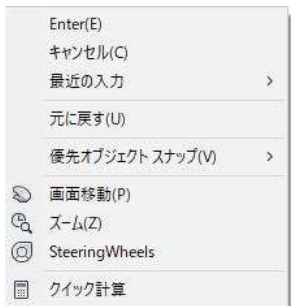 Enter(E)
キャンセル(C)
最近の入力
元に戻す(U)
優先オブジェクト スナップ(V)
画面移動(P)
ズーム(Z)
SteeringWheels
クイック計算